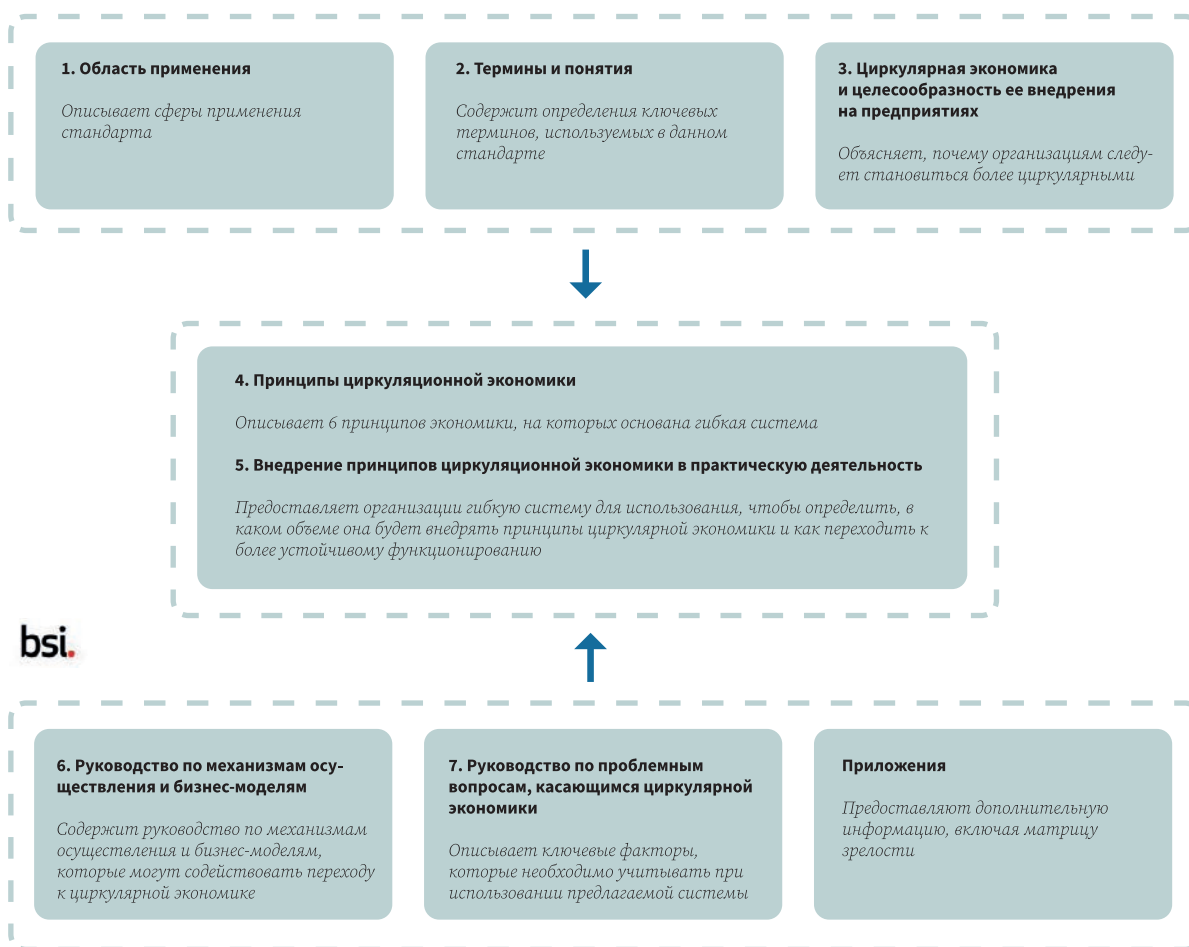 1. Область применения
Описывает сферы применения
стандарта
2. Термины и понятия
Содержит определения ключевых
терминов, используемых в данном
стандарте
3. Циркулярная экономика
и целесообразность ее внедрения
на предприятиях
Объясняет, почему организациям следу-
ет становиться более циркулярными
4. Принципы циркуляционной экономики
Описывает 6 принципов экономики, на которых основана гибкая система
5. Внедрение принципов циркуляционной экономики в практическую деятельность
Предоставляет организации гибкую систему для использования, чтобы определить, в
каком объеме она будет внедрять принципы циркулярной экономики и как переходить к
более устойчивому функционированию
bsi.
6. Руководство по механизмам осу-
ществления и бизнес-моделям
Содержит руководство по механизмам
осуществления и бизнес-моделям,
которые могут содействовать переходу
к циркулярной экономике
7. Руководство по проблемным
вопросам, касающимся циркулярной
экономики
Описывает ключевые факторы,
которые необходимо учитывать при
использовании предлагаемой системы
Приложения
Предоставляют дополнительную
информацию, включая матрицу
зрелости